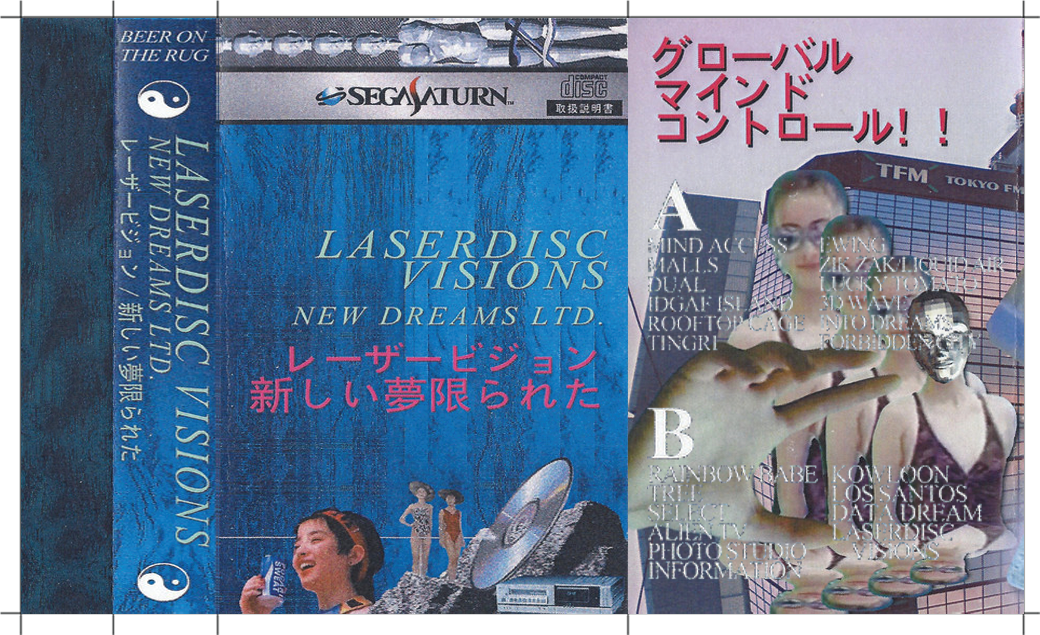 BEER ON
THE RUG
LASERDISC VISIONS
NEW DREAMS LTD.
レーザービジョン / 新しい夢限られた
SEGA SATURN™
COMPACT
disc
取扱説明書
LASERDISC
VISIONS
NEW DREAMS LTD.
レーザービジョン
新しい夢限られた
SWEAT
グローバル
マインド
コントロール！！
TFM TOKYO FM
A
MIND ACCESS
MALLS
DUAL
IDGAF ISLAND
ROOFTOP CAGE
TINGRI
EWING
ZIK ZAK/LIQUID AIR
LUCKY TOMATO
3D WAVE
INTO DREAMS
FORBIDDEN CITY
B
RAINBOW BABE
TREE
SELECT
ALIEN TV
PHOTO STUDIO
INFORMATION
KOWLOON
LOS SANTOS
DATA DREAM
LASERDISC
VISIONS